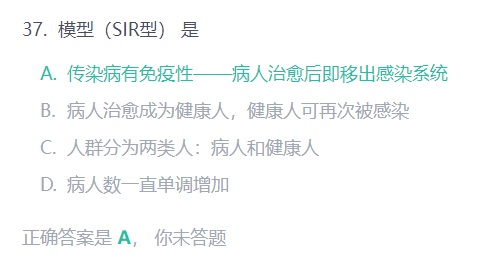 37. 模型（SIR型） 是
A. 传染病有免疫性——病人治愈后即移出感染系统
B. 病人治愈成为健康人，健康人可再次被感染
C. 人群分为两类人：病人和健康人
D. 病人数一直单调增加
正确答案是 A， 你未答题